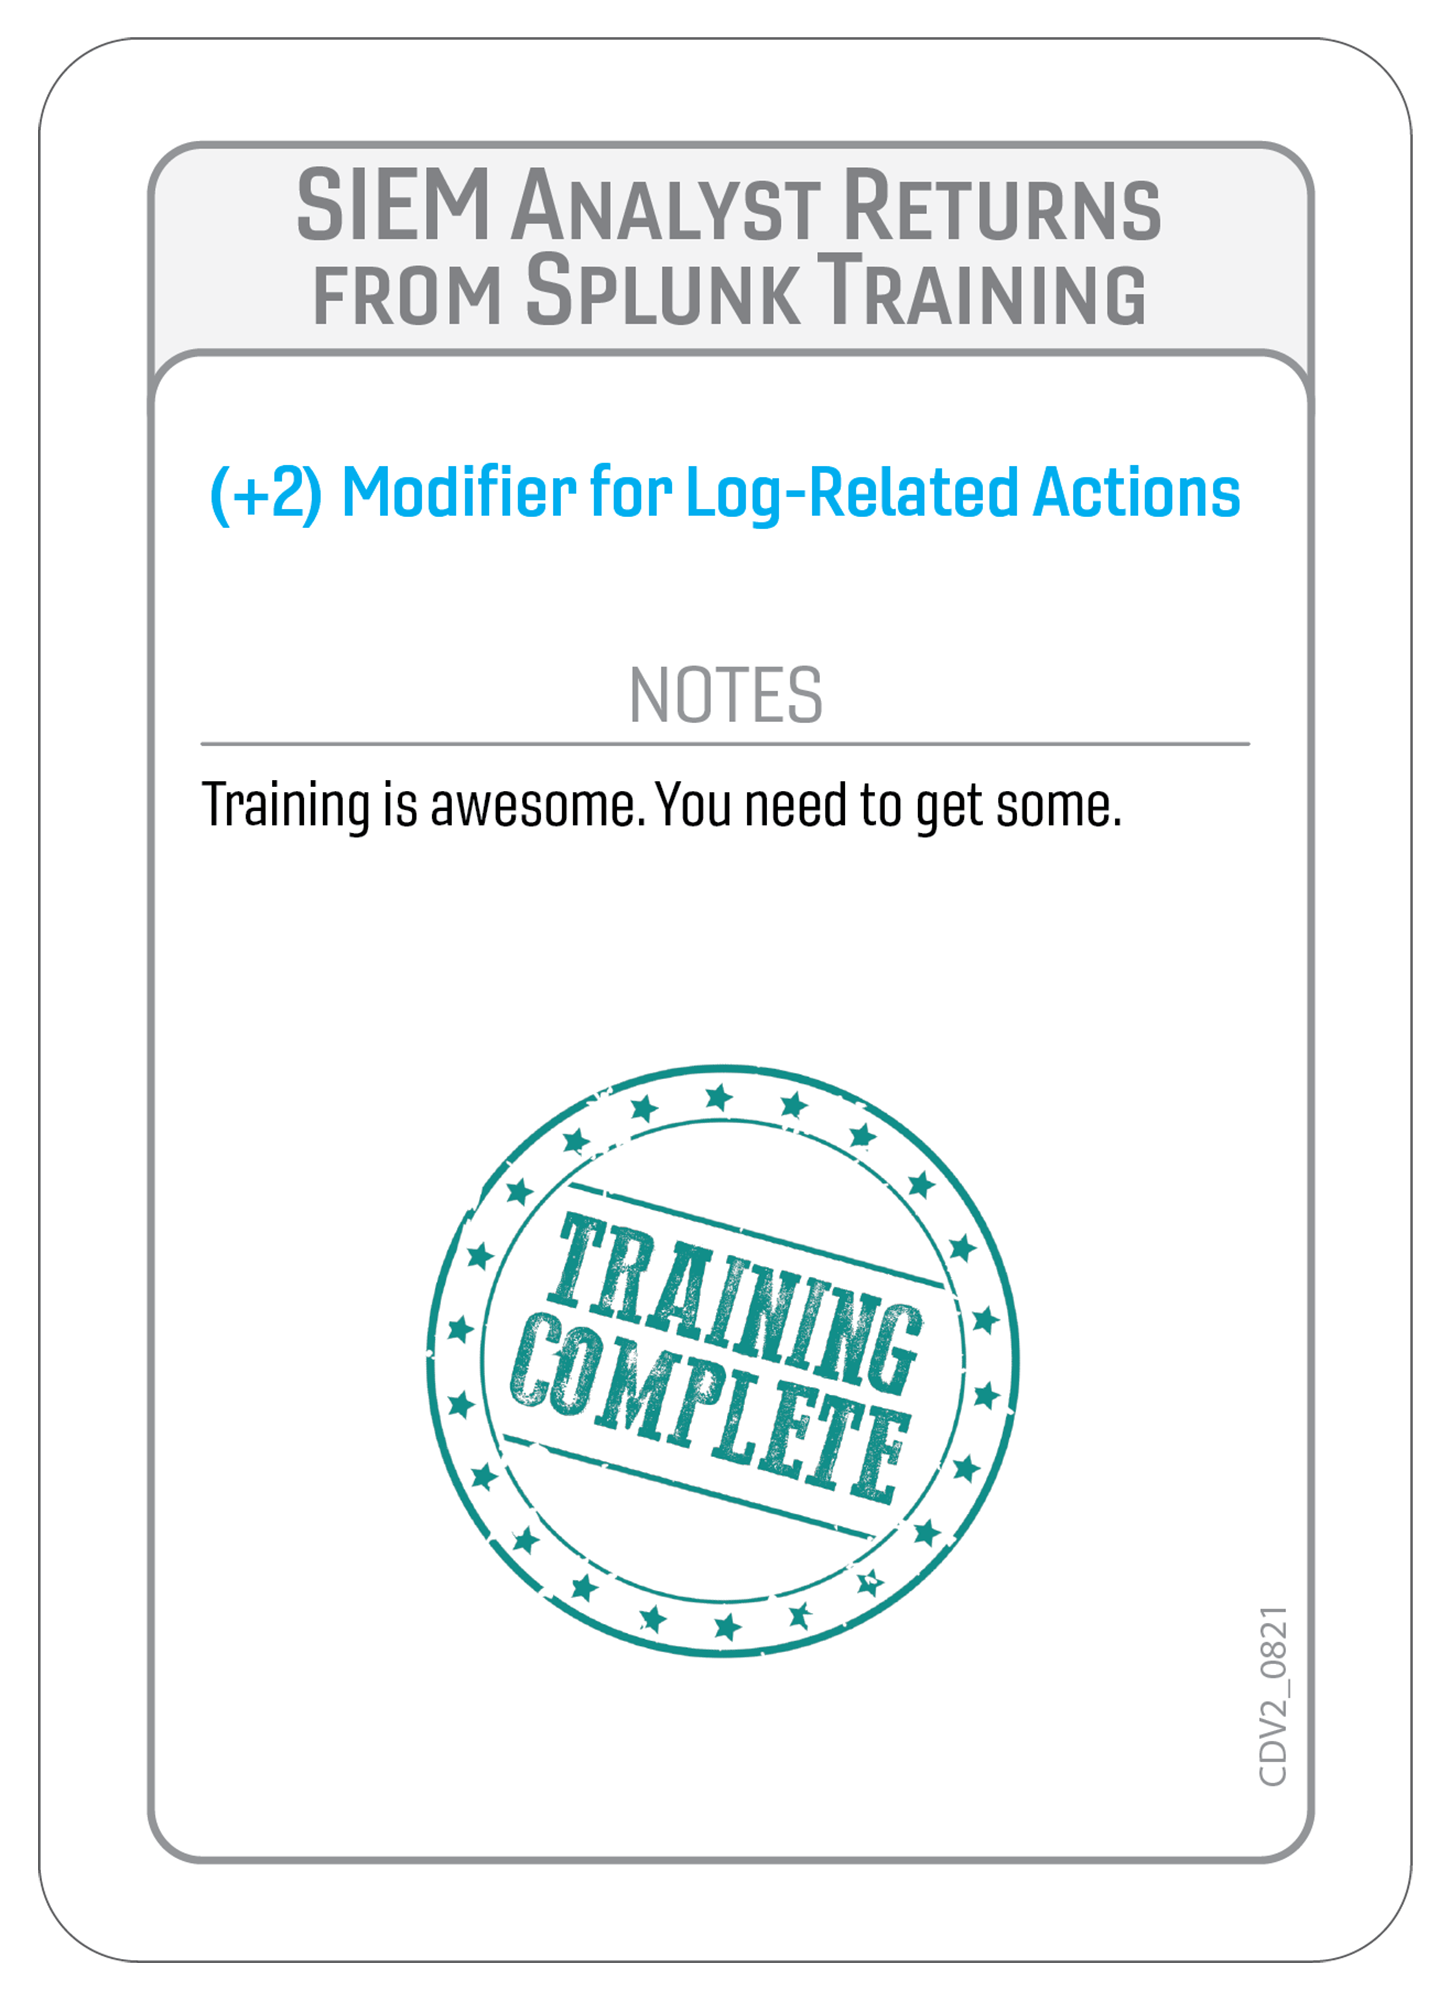 SIEM Analyst Returns
from Splunk Training
(+2) Modifier for Log-Related Actions
NOTES
Training is awesome. You need to get some.
TRAINING
COMPLETE
CDV2_0821